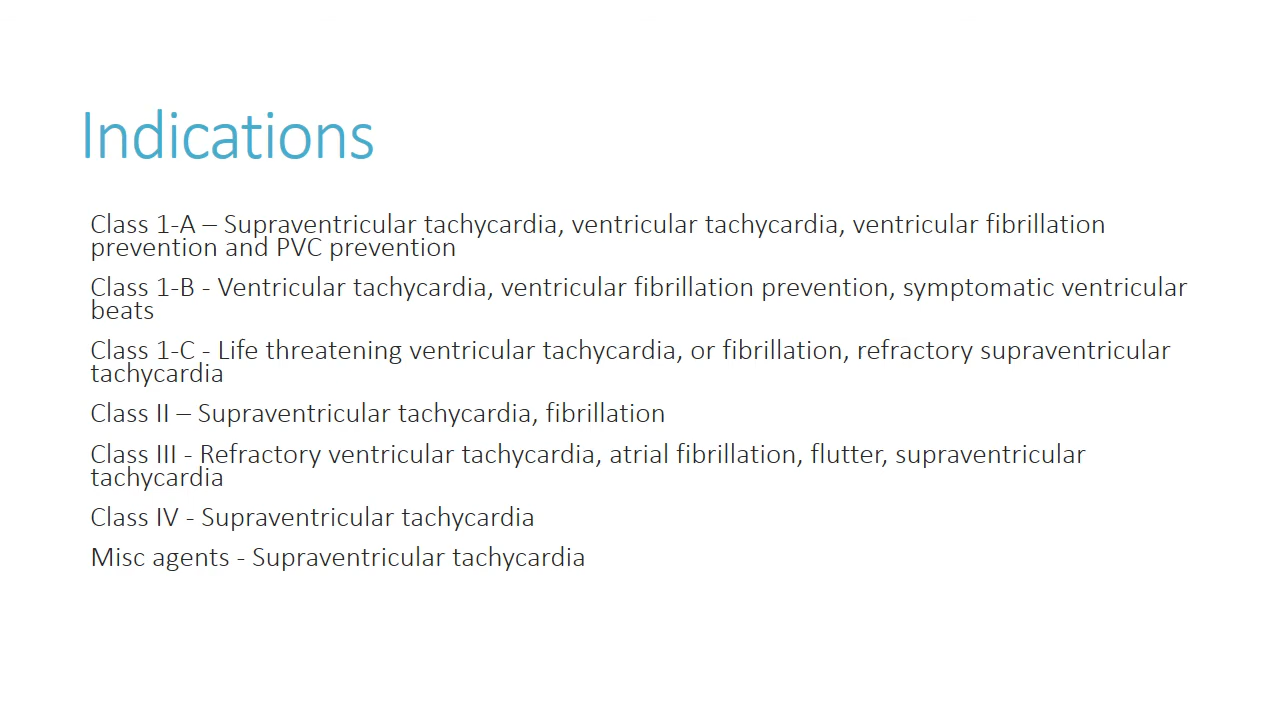 Indications
Class 1-A – Supraventricular tachycardia, ventricular tachycardia, ventricular fibrillation
prevention and PVC prevention
Class 1-B - Ventricular tachycardia, ventricular fibrillation prevention, symptomatic ventricular
beats
Class 1-C - Life threatening ventricular tachycardia, or fibrillation, refractory supraventricular
tachycardia
Class II – Supraventricular tachycardia, fibrillation
Class III - Refractory ventricular tachycardia, atrial fibrillation, flutter, supraventricular
tachycardia
Class IV - Supraventricular tachycardia
Misc agents - Supraventricular tachycardia